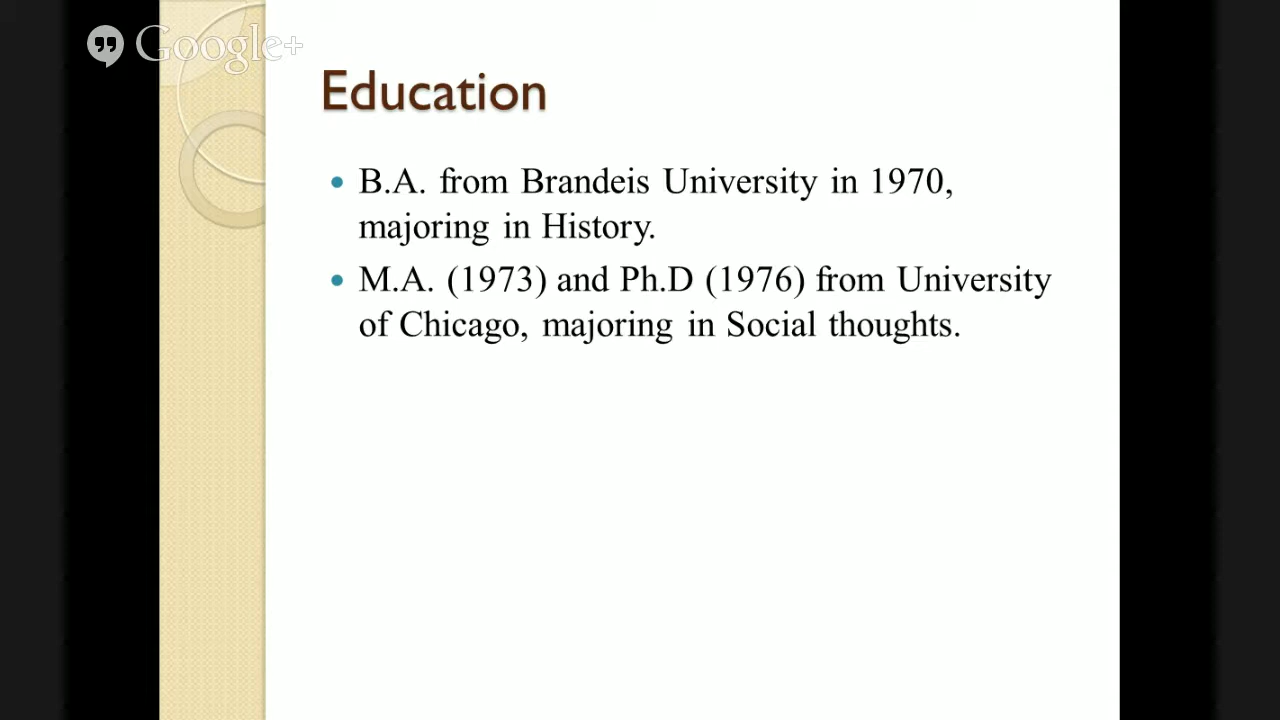 Google+
Education
B.A. from Brandeis University in 1970,
majoring in History.
M.A. (1973) and Ph.D (1976) from University
of Chicago, majoring in Social thoughts.